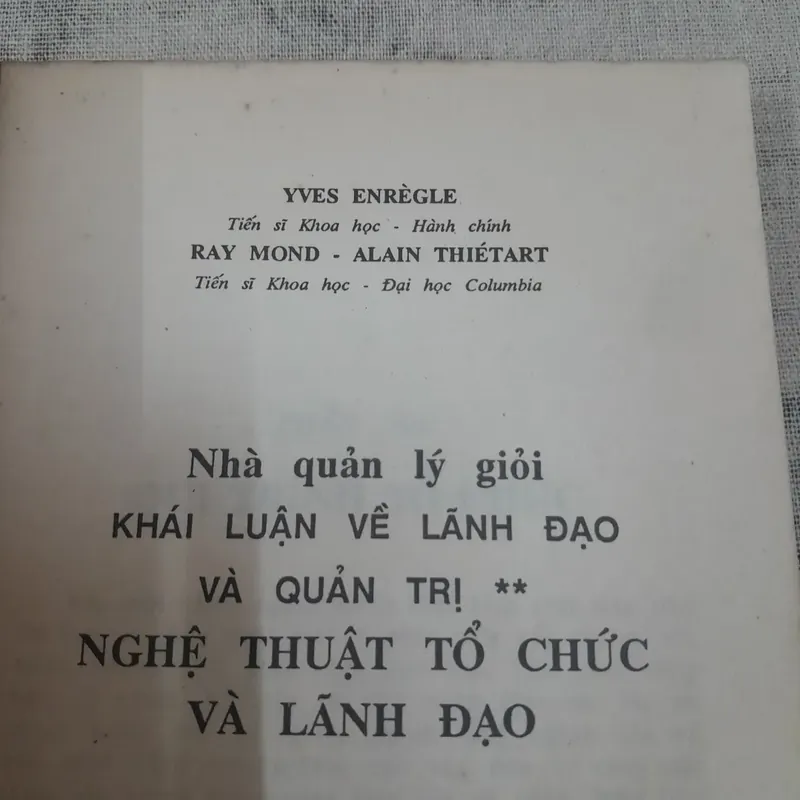 YVES ENRÈGLE
Tiến sĩ Khoa học - Hành chính
RAY MOND - ALAIN THIÉTART
Tiến sĩ Khoa học - Đại học Columbia
Nhà quản lý giỏi
KHÁI LUẬN VỀ LÃNH ĐẠO
VÀ QUẢN TRỊ **
NGHỆ THUẬT TỔ CHỨC
VÀ LÃNH ĐẠO